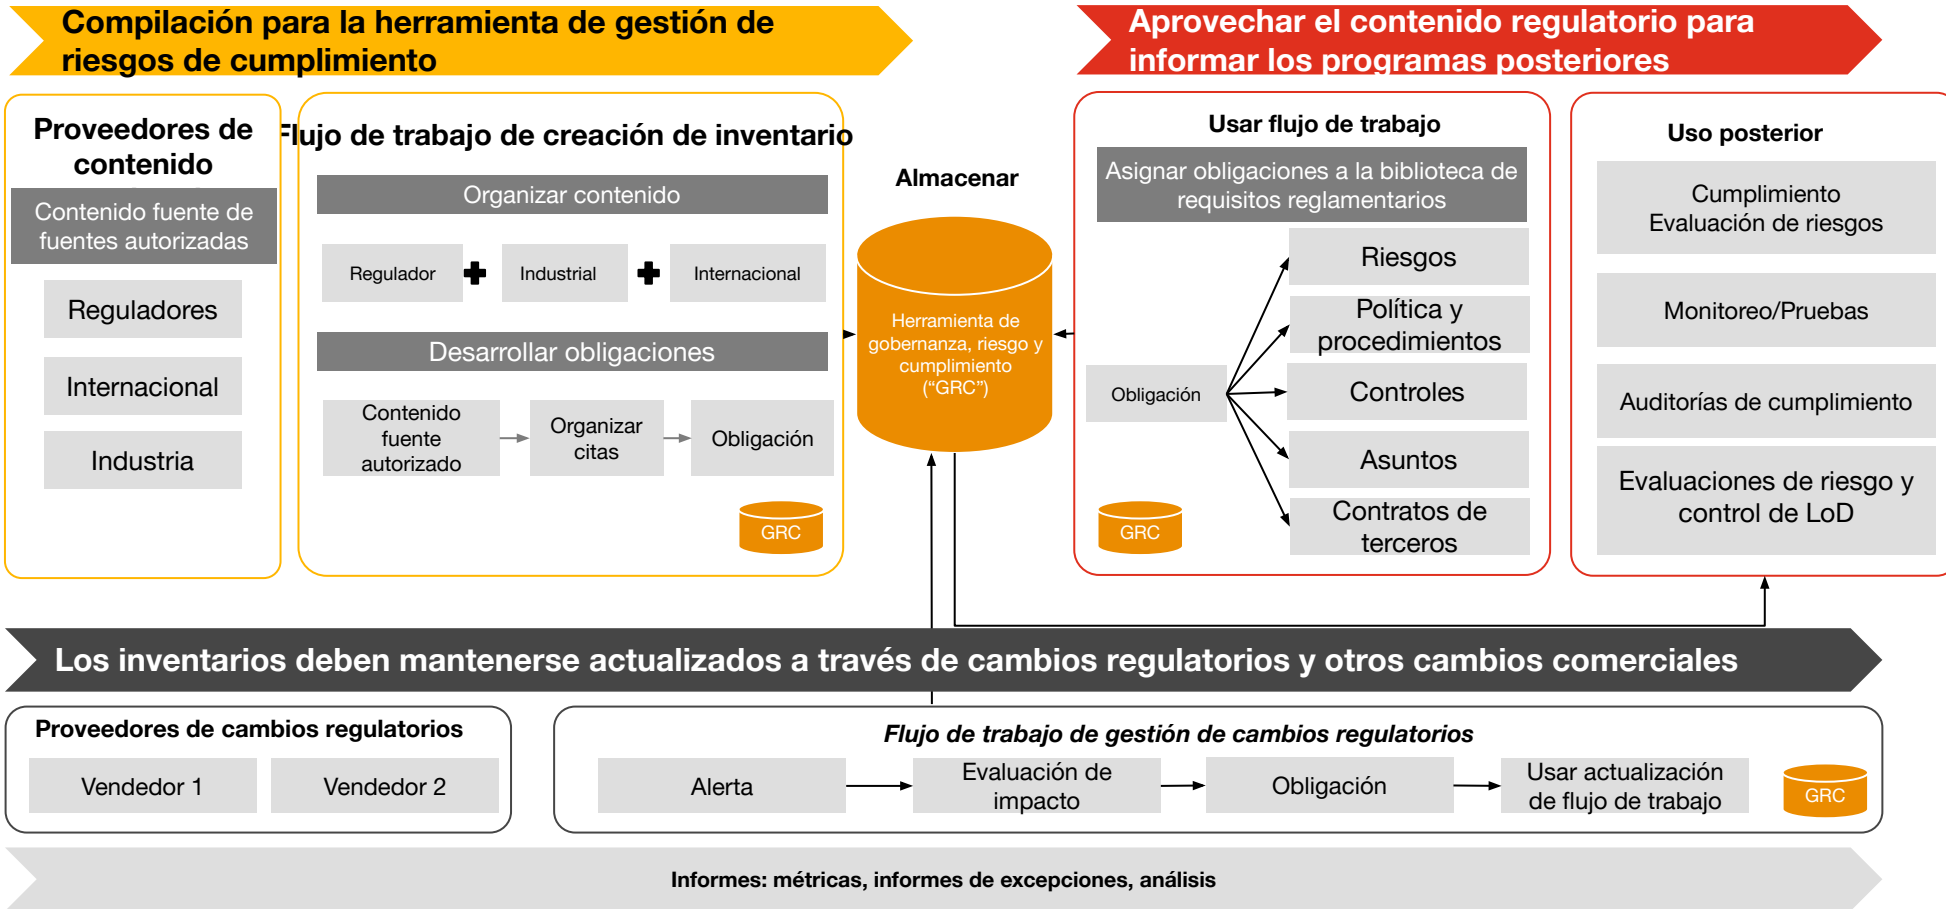 Compilación para la herramienta de gestión de
riesgos de cumplimiento
Aprovechar el contenido regulatorio para
informar los programas posteriores
Proveedores de
contenido
Contenido fuente de
fuentes autorizadas
Reguladores
Internacional
Industria
Flujo de trabajo de creación de inventario
Organizar contenido
Regulador
Industrial
Internacional
Desarrollar obligaciones
Contenido
fuente
autorizado
Organizar
citas
Obligación
GRC
Almacenar
Herramienta de
gobernanza, riesgo y
cumplimiento
(“GRC”)
Usar flujo de trabajo
Asignar obligaciones a la biblioteca de
requisitos reglamentarios
Obligación
Riesgos
Política y
procedimientos
Controles
Asuntos
Contratos de
terceros
GRC
Uso posterior
Cumplimiento
Evaluación de riesgos
Monitoreo/Pruebas
Auditorías de cumplimiento
Evaluaciones de riesgo y
control de LoD
Los inventarios deben mantenerse actualizados a través de cambios regulatorios y otros cambios comerciales
Proveedores de cambios regulatorios
Vendedor 1
Vendedor 2
Flujo de trabajo de gestión de cambios regulatorios
Alerta
Evaluación de
impacto
Obligación
Usar actualización
de flujo de trabajo
GRC
Informes: métricas, informes de excepciones, análisis